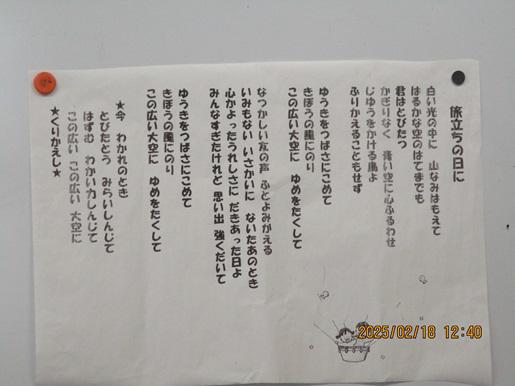 旅立ちの日に
白い光の中に 山なみはもえて
はるかな空のはてまでも
君はとびたつ
かぎりなく 青い空に心ふるわせ
じゆうをかける鳥よ
ふりかえることもせず
ゆうきをつばさにこめて
きぼうの風にのり
この広い大空に ゆめをたくして
なつかしい友の声 ふとよみがえる
いみもない いさかいに ないたあのとき
心かよったうれしさに だきあった日よ
みんなすぎたけれど 思い出 強くだいて
ゆうきをつばさにこめて
きぼうの風にのり
この広い大空に ゆめをたくして
★今 わかれのとき
とびたとう みらいしんじて
はずむ わかい力しんじて
この広い この広い 大空に
★くりかえし★
2025/02/18 12:40